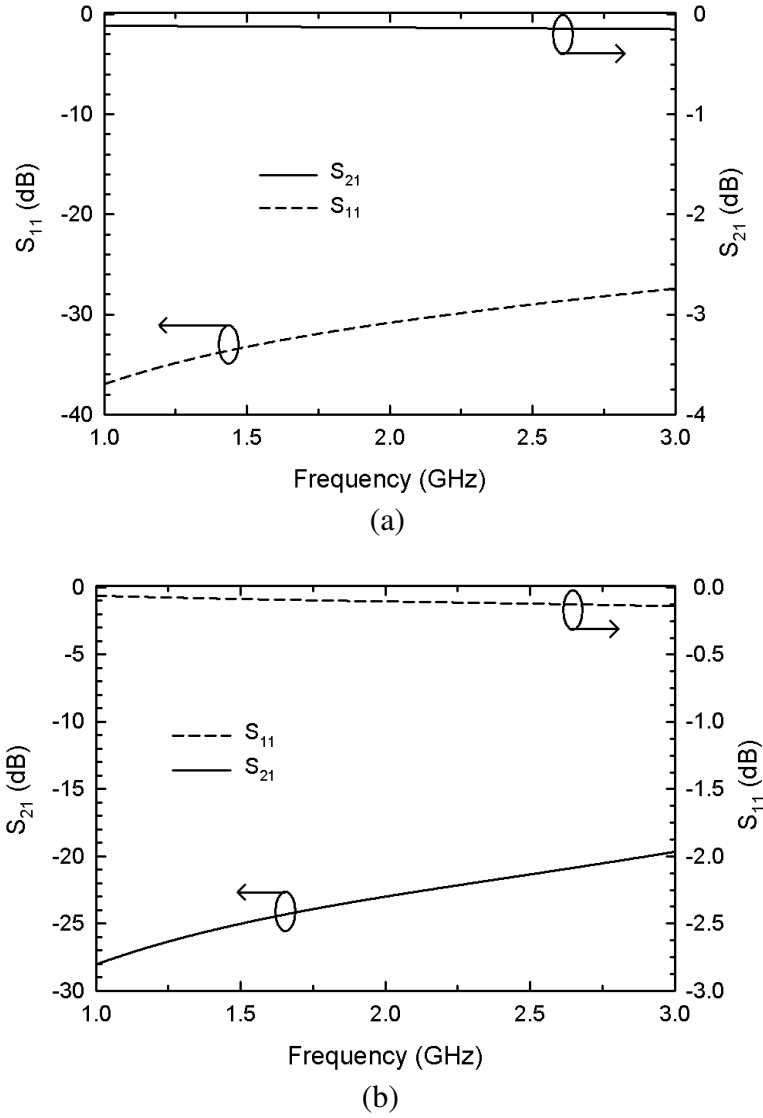 0
-10
-20
-30
-40
S11 (dB)
0
-1
-2
-3
-4
S21 (dB)
S21
S11
1.0 1.5 2.0 2.5 3.0
Frequency (GHz)
(a)
0
-5
-10
-15
-20
-25
-30
S21 (dB)
0.0
-0.5
-1.0
-1.5
-2.0
-2.5
-3.0
S11 (dB)
S11
S21
1.0 1.5 2.0 2.5 3.0
Frequency (GHz)
(b)